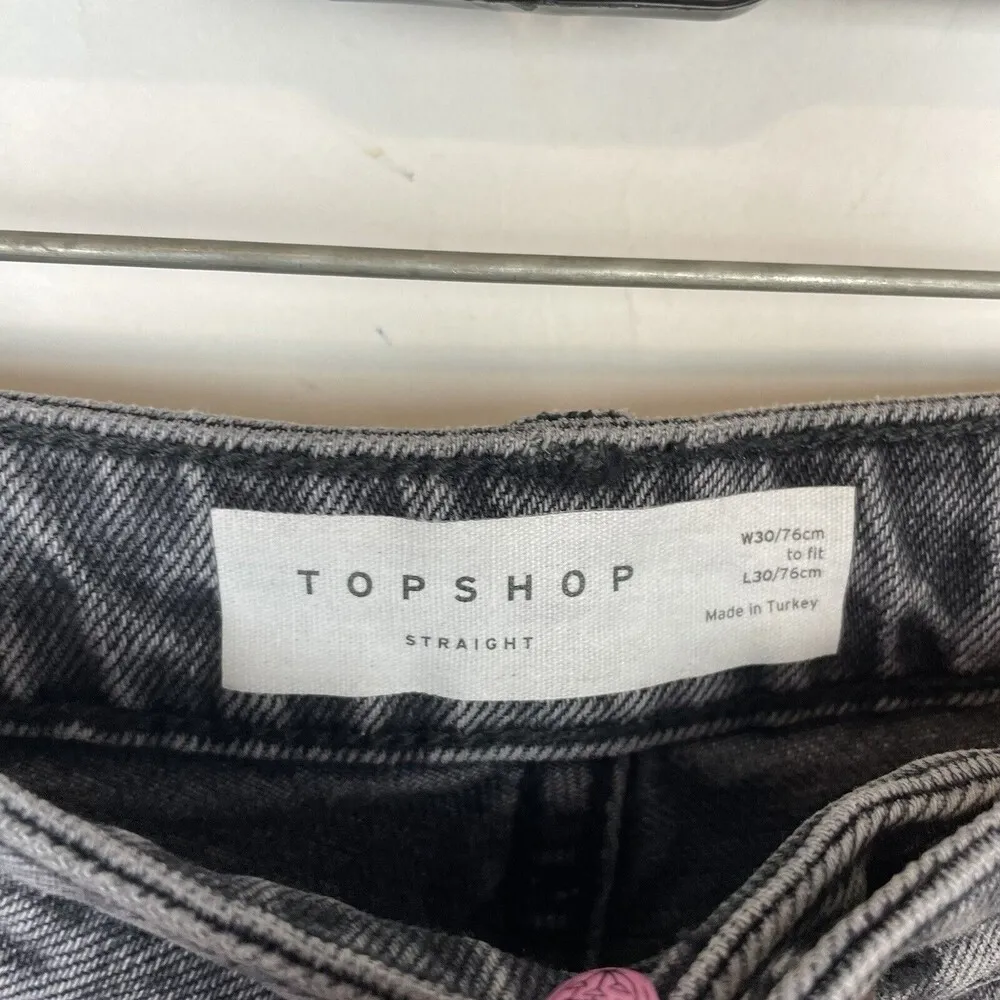 TOPSHOP
STRAIGHT
W30/76cm
to fit
L30/76cm
Made in Turkey